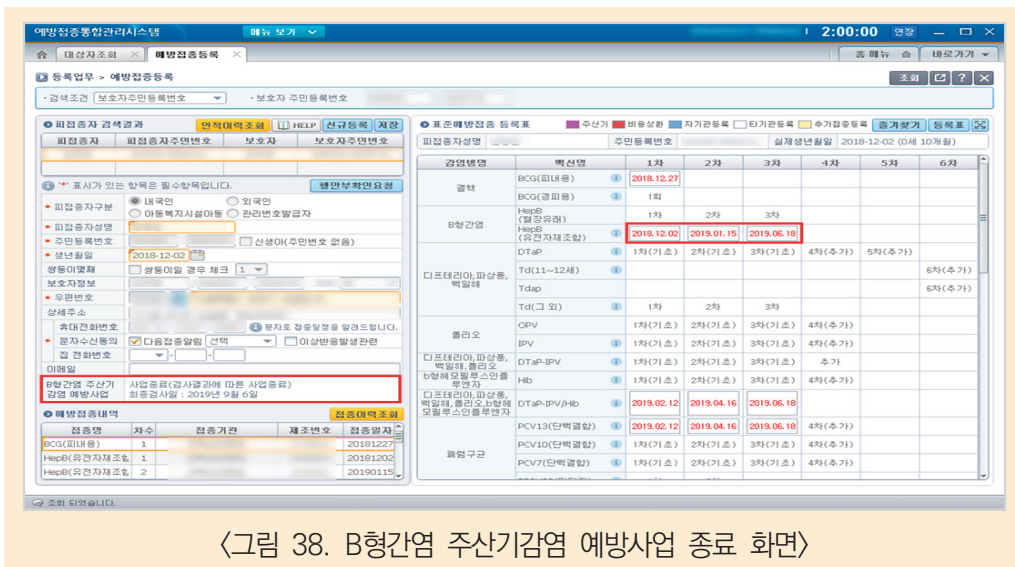 예방접종통합관리시스템 메뉴 보기 2:00:00 연장
대상자조회 예방접종등록 홈 메뉴 바로가기
등록업무 > 예방접종등록 조회
·검색조건 보호자주민등록번호 ·보호자 주민등록번호
피접종자 검색결과 인적이력조회 HELP 신규등록 저장
피접종자 피접종자주민번호 보호자 보호자주민번호
'*' 표시가 있는 항목은 필수항목입니다. 행안부확인요청
피접종자구분 내국인 외국인
아동복지시설아동 관리번호발급자
피접종자성명
주민등록번호 신생아(주민번호 없음)
생년월일 2018-12-02
쌍둥이몇째 쌍둥이일 경우 체크 1
보호자정보
우편번호
상세주소
휴대전화번호 문자로 접종일정을 알려드립니다.
문자수신동의 다음접종알림 선택 이상반응발생관련
집 전화번호 - -
이메일
B형간염 주산기 사업종료(검사결과에 따른 사업종료)
감염 예방사업 최종검사일 : 2019년 9월 6일
예방접종내역 접종이력조회
접종명 차수 접종기관 제조번호 접종일자
BCG(피내용) 1 20181227
HepB(유전자재조합 1 20181202
HepB(유전자재조합 2 20190115
조회 되었습니다.
표준예방접종 등록표 주산기 비용상환 자기관등록 타기관등록 추가접종등록 즐겨찾기 등록표
피접종자성명 주민등록번호 실제생년월일 2018-12-02 (0세 10개월)
감염병명 백신명 1차 2차 3차 4차 5차 6차
결핵
BCG(피내용) 2018.12.27
BCG(경피용) 1회
B형간염
HepB
(혈장유래) 1차 2차 3차
HepB
(유전자재조합) 2018.12.02 2019.01.15 2019.06.18
디프테리아,파상풍,
백일해
DTaP 1차(기초) 2차(기초) 3차(기초) 4차(추가) 5차(추가)
Td(11~12세) 6차(추가)
Tdap 6차(추가)
Td(그 외) 1차 2차 3차
폴리오
OPV 1차(기초) 2차(기초) 3차(기초) 4차(추가)
IPV 1차(기초) 2차(기초) 3차(기초) 4차(추가)
디프테리아,파상풍,
백일해,폴리오
DTaP-IPV 1차(기초) 2차(기초) 3차(기초) 추가
b형헤모필루스인플
루엔자
Hib 1차(기초) 2차(기초) 3차(기초) 4차(추가)
디프테리아,파상풍,
백일해,폴리오,b형헤
모필루스인플루엔자
DTaP-IPV/Hib 2019.02.12 2019.04.16 2019.06.18
폐렴구균
PCV13(단백결합) 2019.02.12 2019.04.16 2019.06.18 4차(추가)
PCV10(단백결합) 1차(기초) 2차(기초) 3차(기초) 4차(추가)
PCV7(단백결합) 1차(기초) 2차(기초) 3차(기초) 4차(추가)
〈그림 38. B형간염 주산기감염 예방사업 종료 화면〉